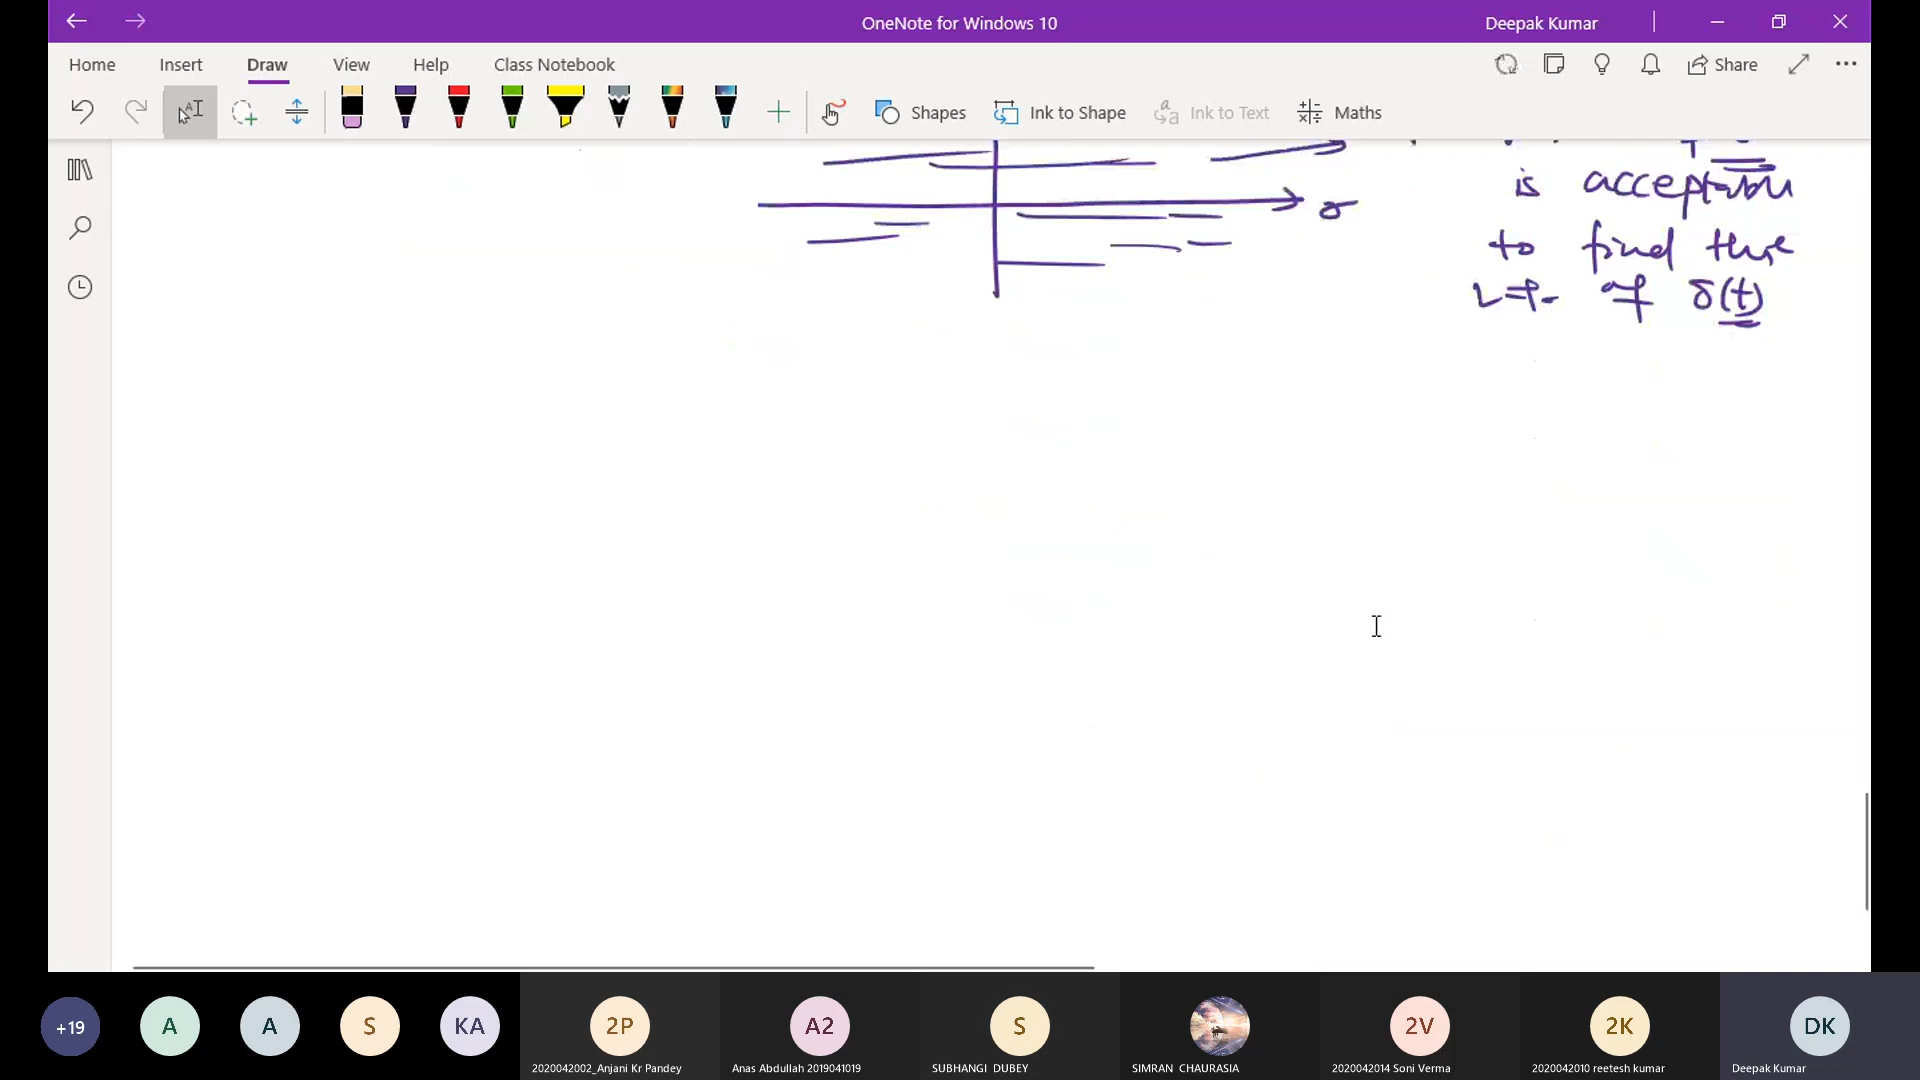 OneNote for Windows 10
Deepak Kumar
Home Insert Draw View Help Class Notebook
Share
Shapes Ink to Shape Ink to Text Maths
is acceptable
to find the
of δ(t)
σ
+19 A A S KA 2P A2 S 2V 2K DK
2020042002_Anjani Kr Pandey
Anas Abdullah 2019041019
SUBHANGI DUBEY
SIMRAN CHAURASIA
2020042014 Soni Verma
2020042010 reetesh kumar
Deepak Kumar